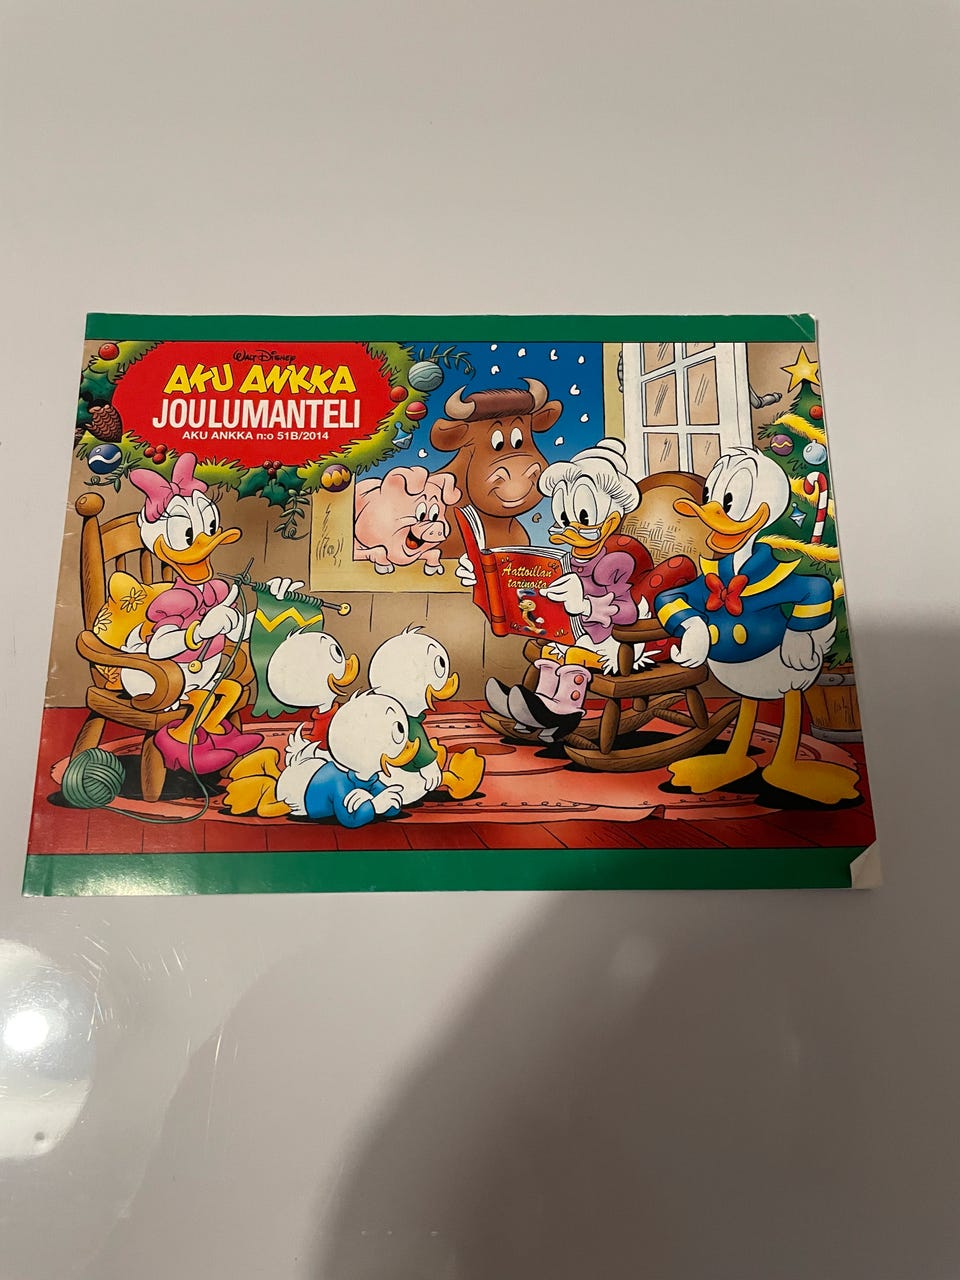 Walt Disney
AKU ANKKA
JOULUMANTELI
AKU ANKKA n:o 51B/2014
Aattoillan
tarinoita